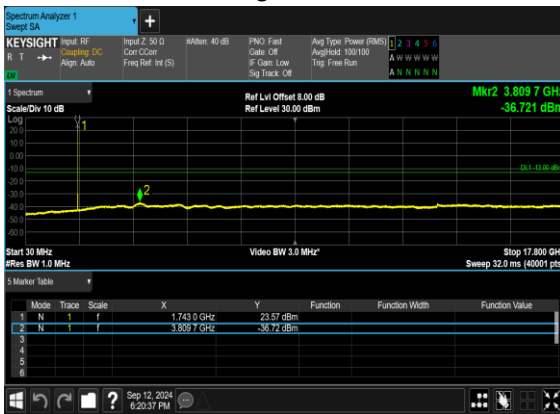 Spectrum Analyzer 1
Swept SA
KEYSIGHT Input: RF Input Z: 50 Ω #Atten: 40 dB PNO: Fast Avg Type: Power (RMS) 1 2 3 4 5 6
R T Coupling: DC Corr CCorr Gate: Off Avg|Hold: 100/100 A W W W W W
Align: Auto Freq Ref: Int (S) IF Gain: Low Trig: Free Run
Sig Track: Off A N N N N N
LV
1 Spectrum Ref Lvl Offset 8.00 dB Mkr2 3.809 7 GHz
Scale/Div 10 dB Ref Level 30.00 dBm -36.721 dBm
Log
20.0 1
10.0
0.00
-10.0 DL1 -13.00 dBm
-20.0
-30.0 2
-40.0
-50.0
-60.0
Start 30 MHz Video BW 3.0 MHz* Stop 17.800 GHz
#Res BW 1.0 MHz Sweep 32.0 ms (40001 pts)
5 Marker Table
Mode Trace Scale X Y Function Function Width Function Value
1 N 1 f 1.743 0 GHz 23.57 dBm
2 N 1 f 3.809 7 GHz -36.72 dBm
3
4
5
6
? Sep 12, 2024
6:20:37 PM